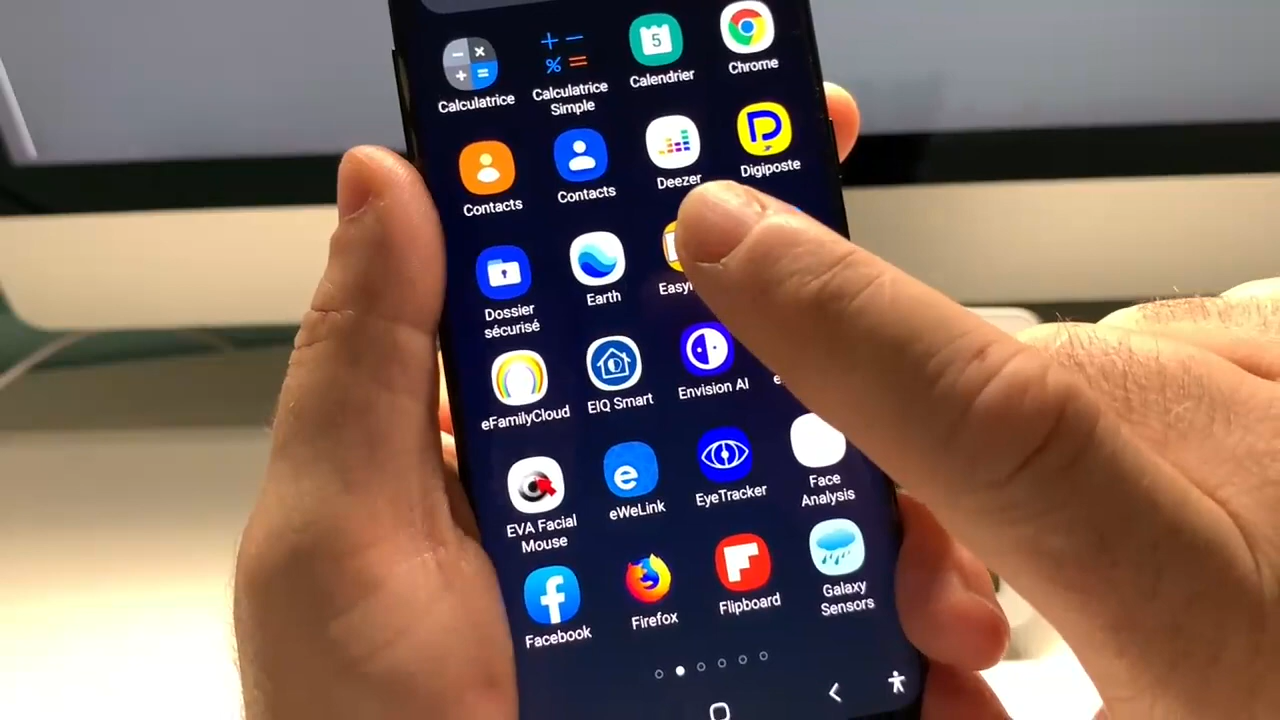 Calculatrice
Calculatrice
Simple
5
Calendrier
Chrome
Contacts
Contacts
Deezer
Digiposte
Dossier
sécurisé
Earth
eFamilyCloud
EIQ Smart
Envision AI
EVA Facial
Mouse
eWeLink
EyeTracker
Face
Analysis
Facebook
Firefox
Flipboard
Galaxy
Sensors